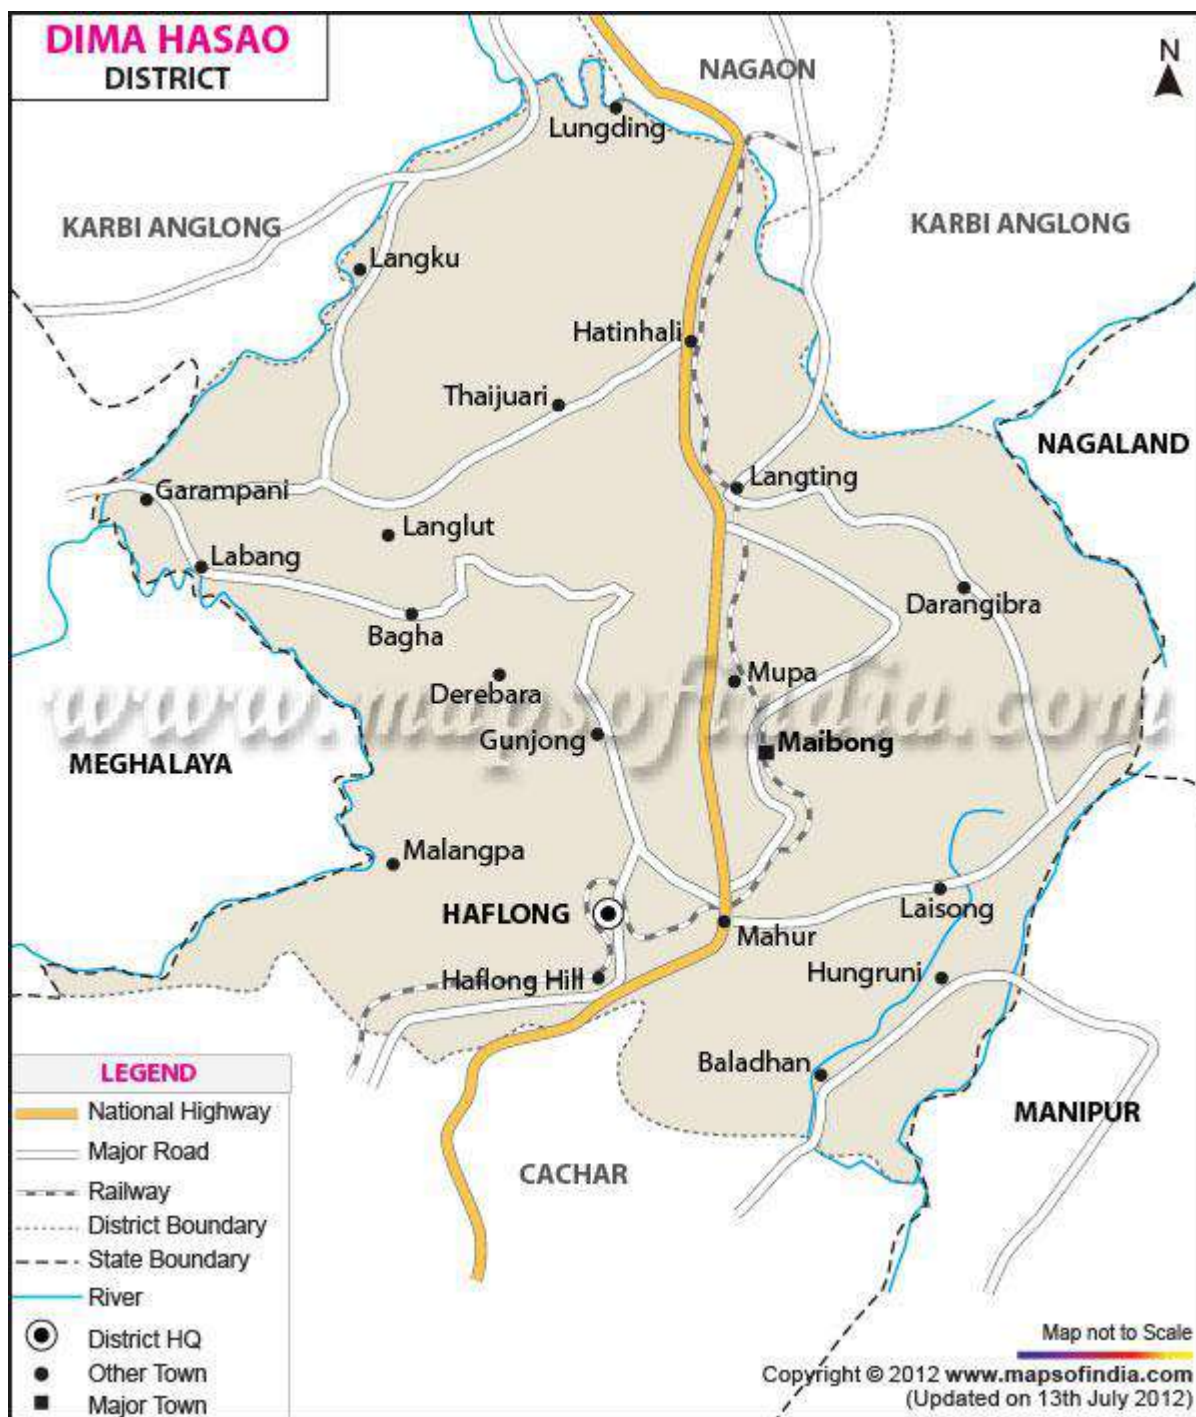 DIMA HASAO
DISTRICT
N
NAGAON
Lungding
KARBI ANGLONG
KARBI ANGLONG
Langku
Hatinhali
Thaijuari
NAGALAND
Langting
Garampani
Langlut
Labang
Darangibra
Bagha
Mupa
Derebara
www.mapsofindia.com
Gunjong
Maibong
MEGHALAYA
Malangpa
Laisong
HAFLONG
Mahur
Hungruni
Haflong Hill
Baladhan
MANIPUR
CACHAR
LEGEND
National Highway
Major Road
Railway
District Boundary
State Boundary
River
District HQ
Other Town
Major Town
Map not to Scale
Copyright © 2012 www.mapsofindia.com
(Updated on 13th July 2012)